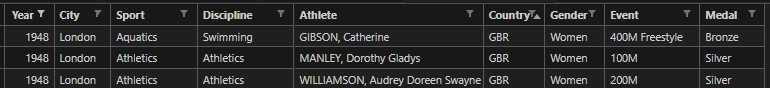 Year City Sport Discipline Athlete Country Gender Event Medal
1948 London Aquatics Swimming GIBSON, Catherine GBR Women 400M Freestyle Bronze
1948 London Athletics Athletics MANLEY, Dorothy Gladys GBR Women 100M Silver
1948 London Athletics Athletics WILLIAMSON, Audrey Doreen Swayne GBR Women 200M Silver